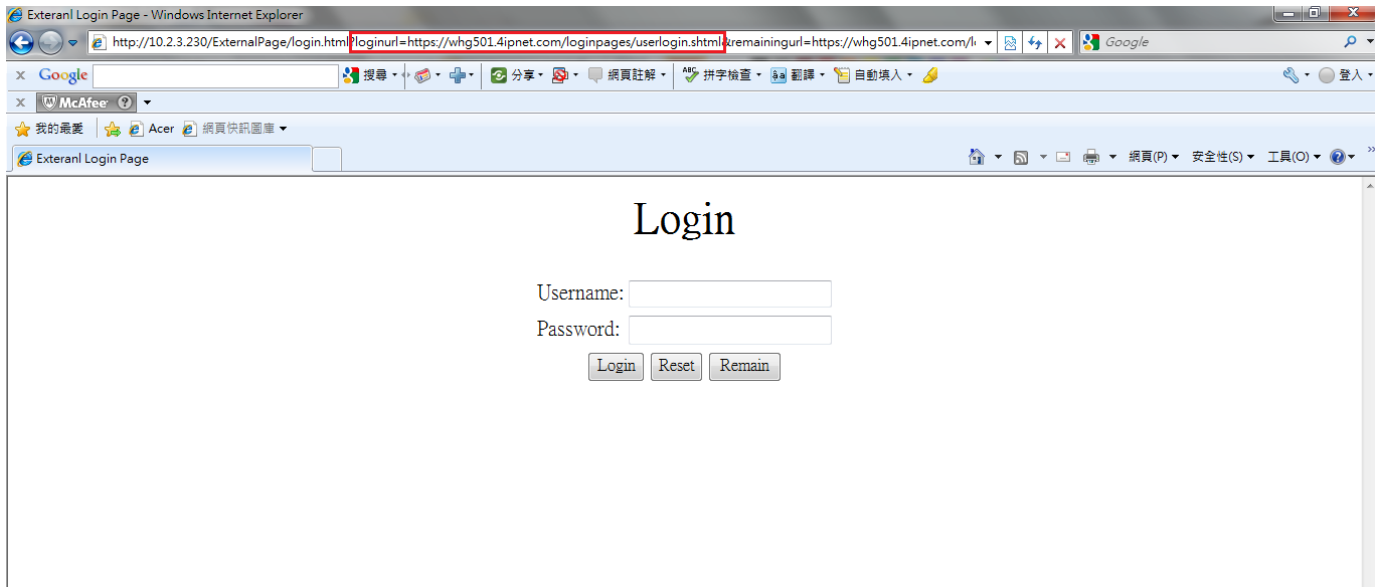 Exteranl Login Page - Windows Internet Explorer
http://10.2.3.230/ExternalPage/login.html?loginurl=https://whg501.4ipnet.com/loginpages/userlogin.shtml&remainingurl=https://whg501.4ipnet.com/l Google
x Google 搜尋 分享 網頁註解 ABC 拼字檢查 aあ 翻譯 自動填入 登入
x McAfee ?
我的最愛 Acer 網頁快訊圖庫
Exteranl Login Page 網頁(P) 安全性(S) 工具(O) »
Login
Username:
Password:
Login Reset Remain